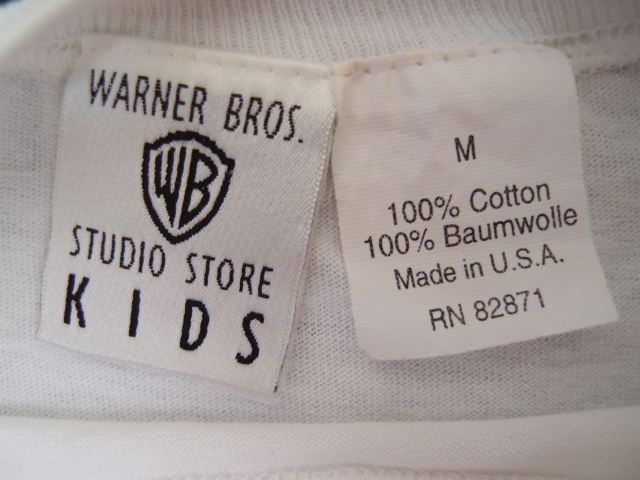 WARNER BROS.
WB
STUDIO STORE
KIDS
M
100% Cotton
100% Baumwolle
Made in U.S.A.
RN 82871